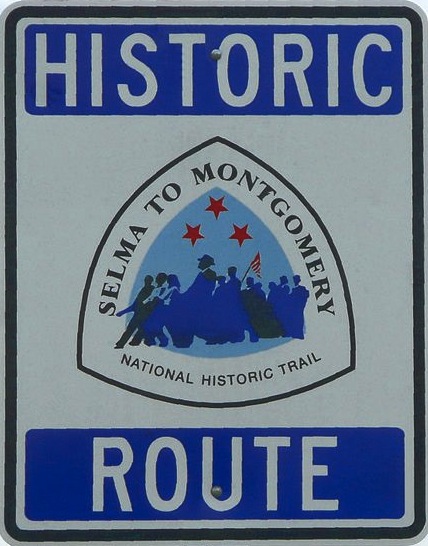 HISTORIC
SELMA TO MONTGOMERY
NATIONAL HISTORIC TRAIL
ROUTE